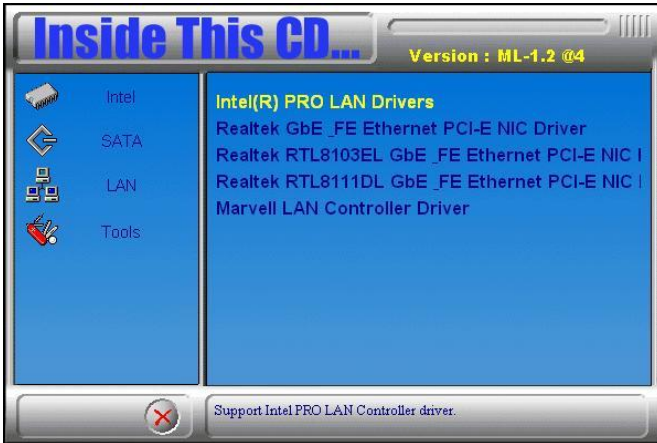 Inside This CD...
Version : ML-1.2 @4
Intel
SATA
LAN
Tools
Intel(R) PRO LAN Drivers
Realtek GbE _FE Ethernet PCI-E NIC Driver
Realtek RTL8103EL GbE _FE Ethernet PCI-E NIC
Realtek RTL8111DL GbE _FE Ethernet PCI-E NIC
Marvell LAN Controller Driver
Support Intel PRO LAN Controller driver.